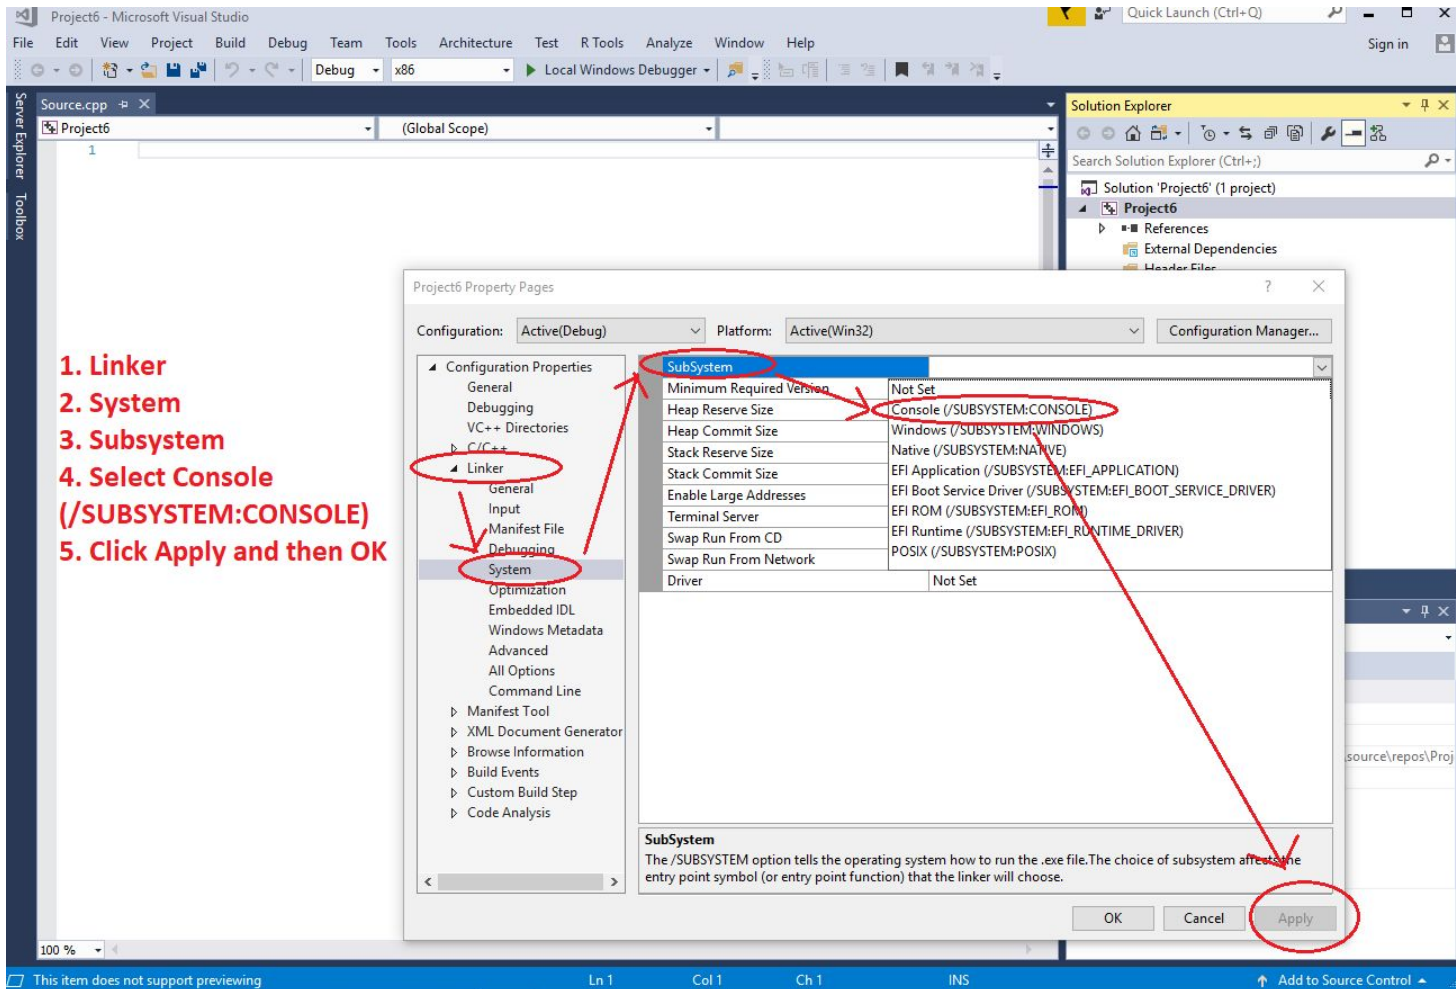 Project6 - Microsoft Visual Studio
Quick Launch (Ctrl+Q)
File Edit View Project Build Debug Team Tools Architecture Test R Tools Analyze Window Help
Sign in
Debug x86 Local Windows Debugger
Server Explorer
Toolbox
Source.cpp
Project6
(Global Scope)
1
Solution Explorer
Search Solution Explorer (Ctrl+;)
Solution 'Project6' (1 project)
Project6
References
External Dependencies
Header Files
1. Linker
2. System
3. Subsystem
4. Select Console
(/SUBSYSTEM:CONSOLE)
5. Click Apply and then OK
Project6 Property Pages
? 
Configuration: Active(Debug) Platform: Active(Win32) Configuration Manager...
Configuration Properties
General
Debugging
VC++ Directories
C/C++
Linker
General
Input
Manifest File
Debugging
System
Optimization
Embedded IDL
Windows Metadata
Advanced
All Options
Command Line
Manifest Tool
XML Document Generator
Browse Information
Build Events
Custom Build Step
Code Analysis
SubSystem
Minimum Required Version
Heap Reserve Size
Heap Commit Size
Stack Reserve Size
Stack Commit Size
Enable Large Addresses
Terminal Server
Swap Run From CD
Swap Run From Network
Driver Not Set
Not Set
Console (/SUBSYSTEM:CONSOLE)
Windows (/SUBSYSTEM:WINDOWS)
Native (/SUBSYSTEM:NATIVE)
EFI Application (/SUBSYSTEM:EFI_APPLICATION)
EFI Boot Service Driver (/SUBSYSTEM:EFI_BOOT_SERVICE_DRIVER)
EFI ROM (/SUBSYSTEM:EFI_ROM)
EFI Runtime (/SUBSYSTEM:EFI_RUNTIME_DRIVER)
POSIX (/SUBSYSTEM:POSIX)
SubSystem
The /SUBSYSTEM option tells the operating system how to run the .exe file.The choice of subsystem affects the
entry point symbol (or entry point function) that the linker will choose.
OK Cancel Apply
source\repos\Proj
100 %
This item does not support previewing Ln 1 Col 1 Ch 1 INS Add to Source Control